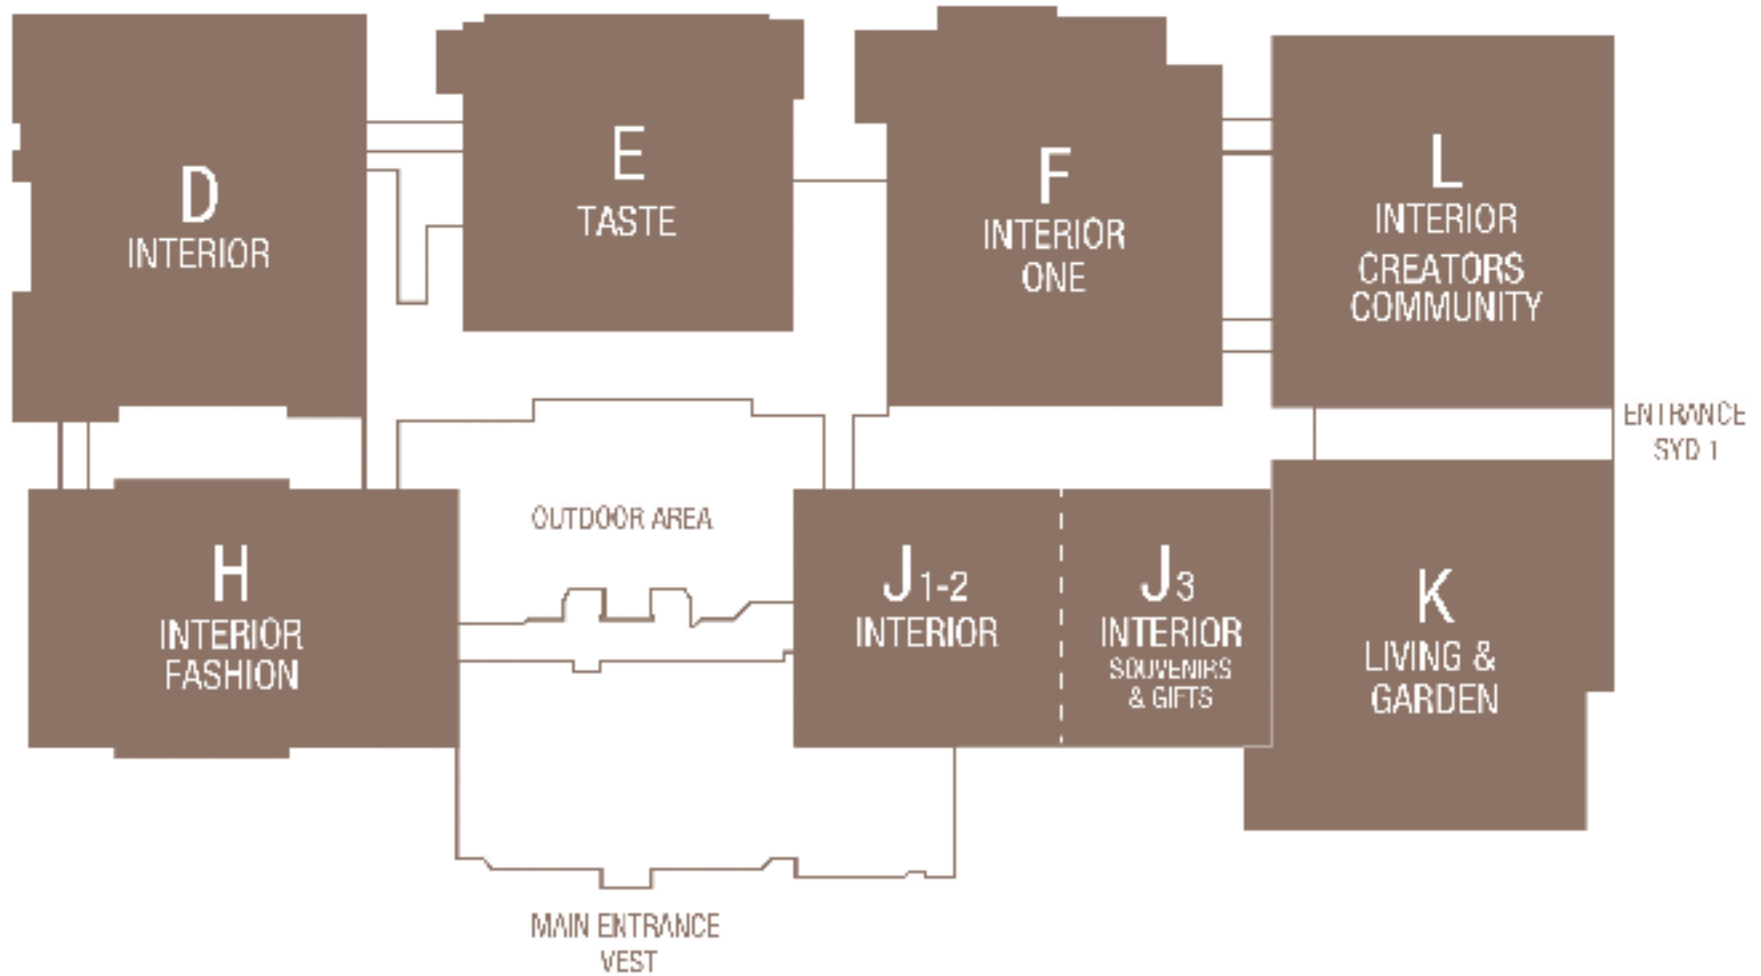 D
INTERIOR
E
TASTE
F
INTERIOR
ONE
L
INTERIOR
CREATORS
COMMUNITY
ENTRANCE
SYD 1
OUTDOOR AREA
H
INTERIOR
FASHION
J1-2
INTERIOR
J3
INTERIOR
SOUVENIRS
& GIFTS
K
LIVING &
GARDEN
MAIN ENTRANCE
VEST